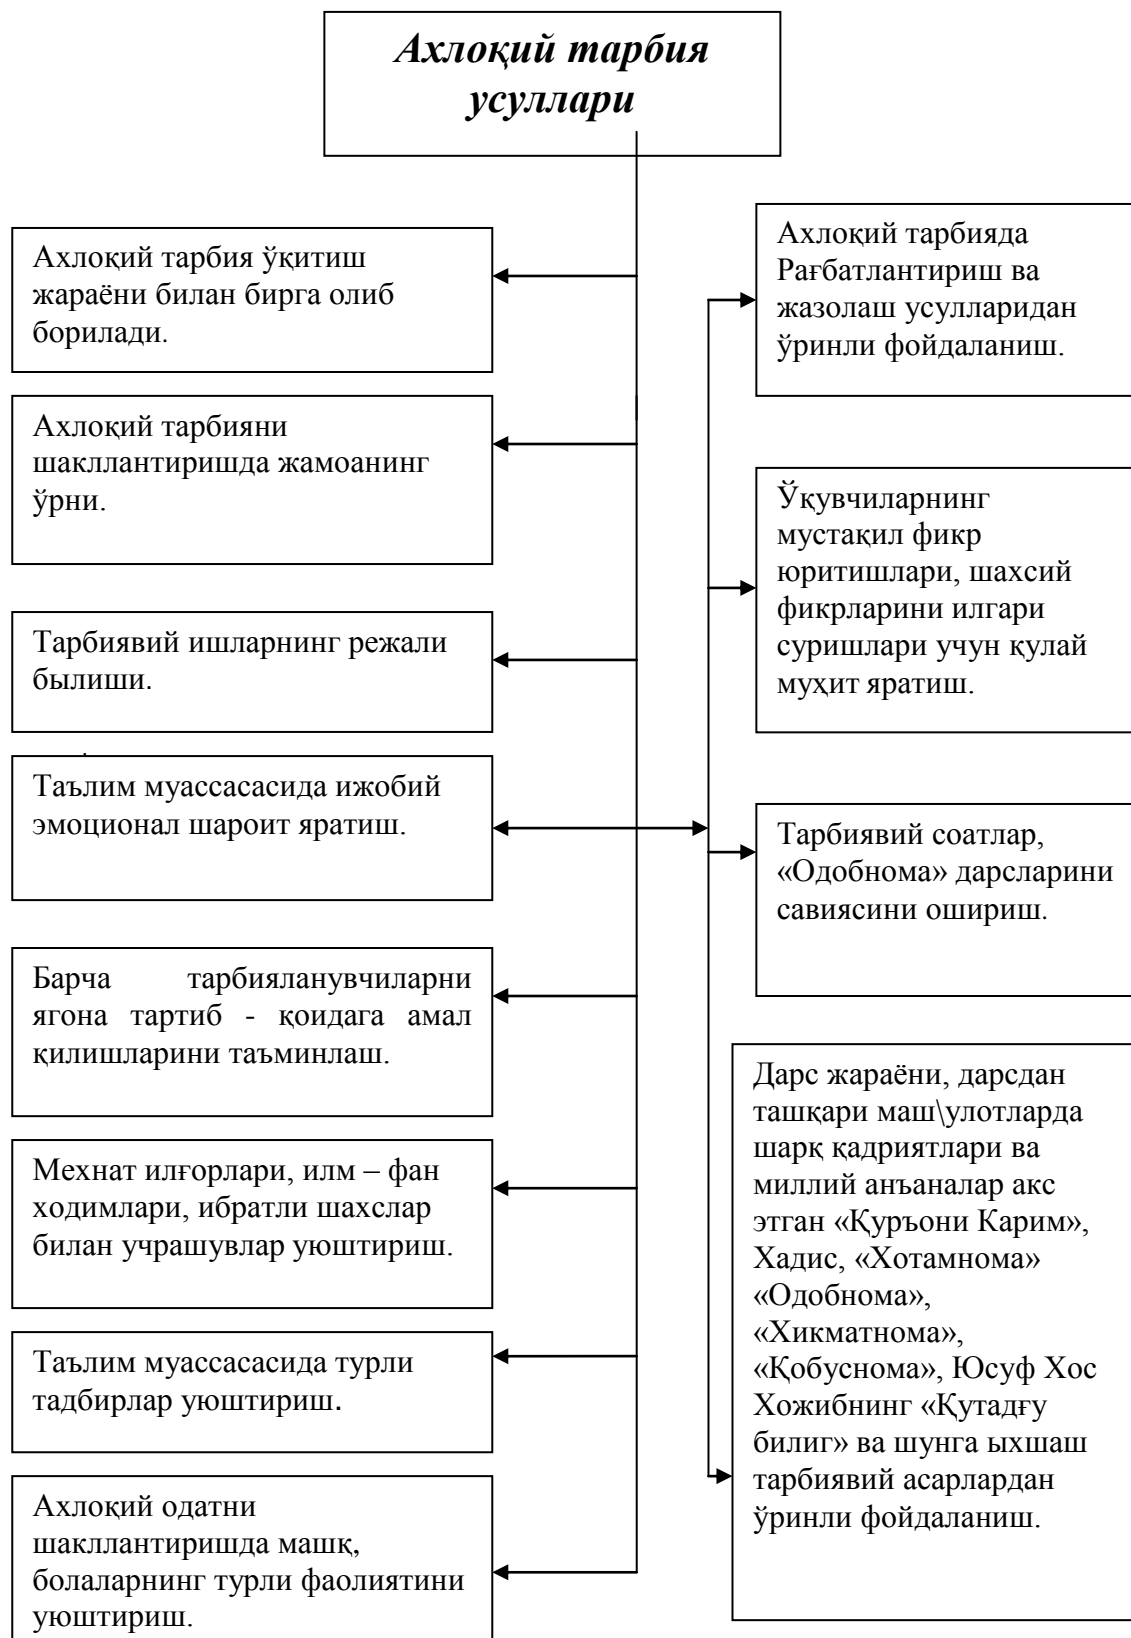 Ахлоқий тарбия
усуллари
Ахлоқий тарбия ўқитиш
жараёни билан бирга олиб
борилади.
Ахлоқий тарбияни
шакллантиришда жамоанинг
ўрни.
Тарбиявий ишларнинг режали
былиши.
Таълим муассасасида ижобий
эмоционал шароит яратиш.
Барча тарбияланувчиларни
ягона тартиб - қоидага амал
қилишларини таъминлаш.
Мехнат илғорлари, илм – фан
ходимлари, ибратли шахслар
билан учрашувлар уюштириш.
Таълим муассасасида турли
тадбирлар уюштириш.
Ахлоқий одатни
шакллантиришда машқ,
болаларнинг турли фаолиятини
уюштириш.
Ахлоқий тарбияда
Рағбатлантириш ва
жазолаш усулларидан
ўринли фойдаланиш.
Ўқувчиларнинг
мустақил фикр
юритишлари, шахсий
фикрларини илгари
суришлари учун қулай
муҳит яратиш.
Тарбиявий соатлар,
«Одобнома» дарсларини
савиясини ошириш.
Дарс жараёни, дарсдан
ташқари маш\улотларда
шарқ қадриятлари ва
миллий анъаналар акс
этган «Қуръони Карим»,
Хадис, «Хотамнома»
«Одобнома»,
«Хикматнома»,
«Қобуснома», Юсуф Хос
Хожибнинг «Қутадғу
билиг» ва шунга ыхшаш
тарбиявий асарлардан
ўринли фойдаланиш.